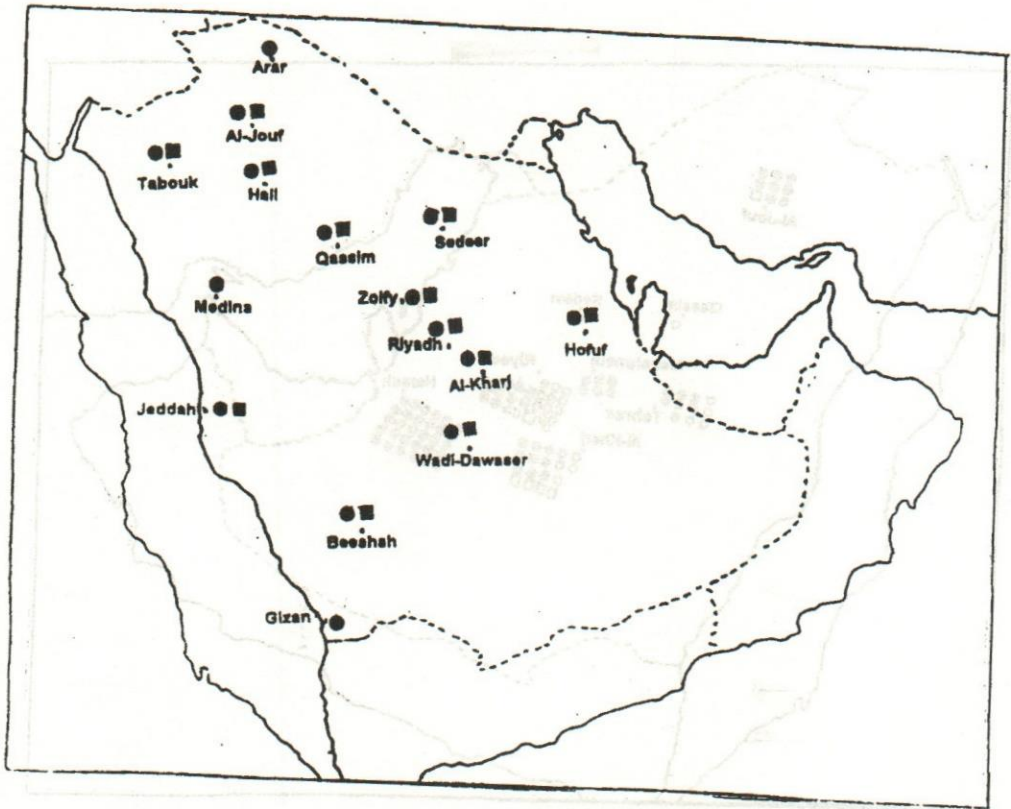 Arar
Al-Jouf
Tabouk
Hail
Qassim
Sedeer
Medina
Zolfy
Riyadh
Hofuf
Al-Kharj
Jeddah
Wadi-Dawaser
Beeshah
Gizan